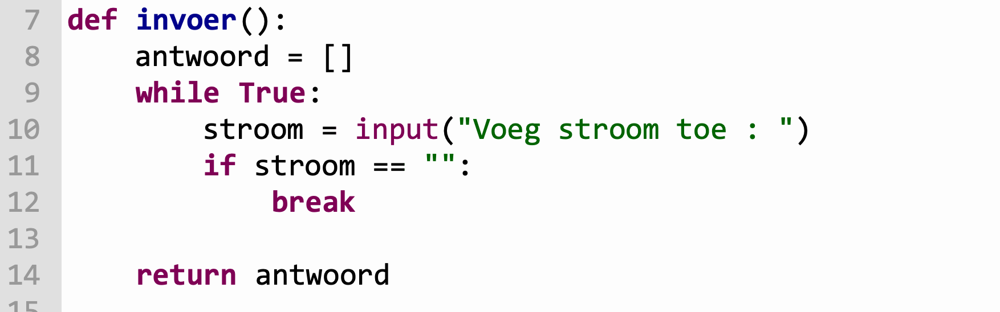 7 def invoer():
8     antwoord = []
9     while True:
10         stroom = input("Voeg stroom toe : ")
11         if stroom == "":
12             break
13
14     return antwoord
15